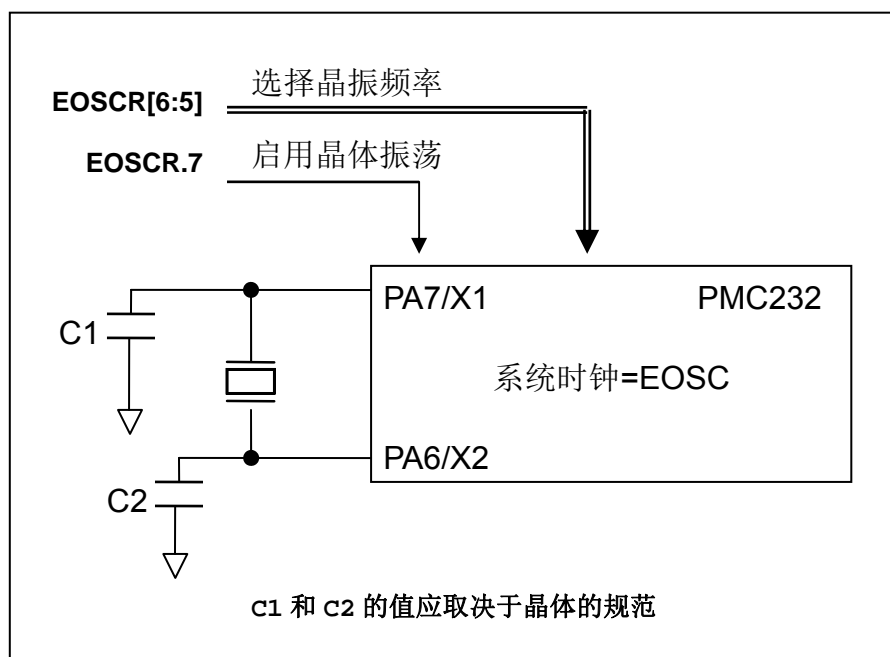 EOSCR[6:5] 选择晶振频率
EOSCR.7 启用晶体振荡
PA7/X1 PMC232
C1
系统时钟=EOSC
PA6/X2
C2
C1 和 C2 的值应取决于晶体的规范